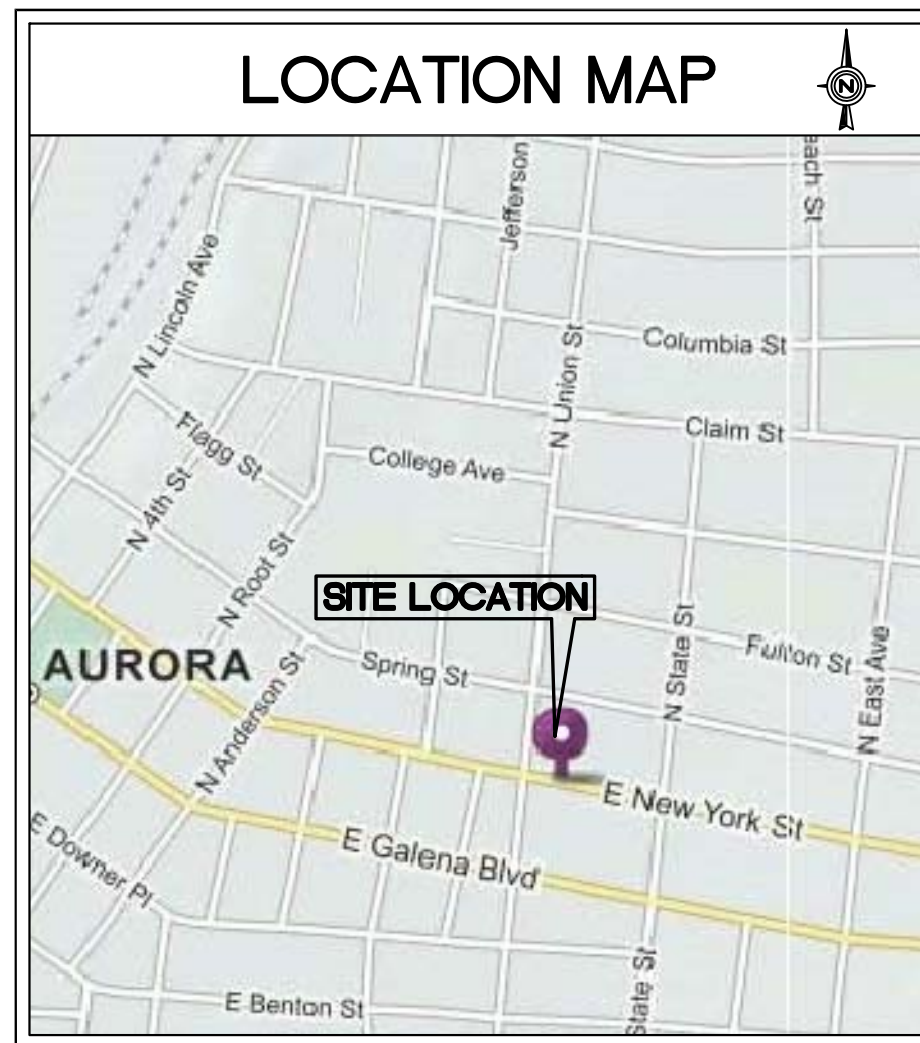 LOCATION MAP
N
Jefferson
each St
N Lincoln Ave
N Union St
Columbia St
Claim St
Flagg St
College Ave
N 4th St
N Root St
SITE LOCATION
AURORA
N Anderson St
Spring St
N State St
Fulton St
N East Ave
E New York St
E Galena Blvd
E Downer Pl
State St
E Benton St